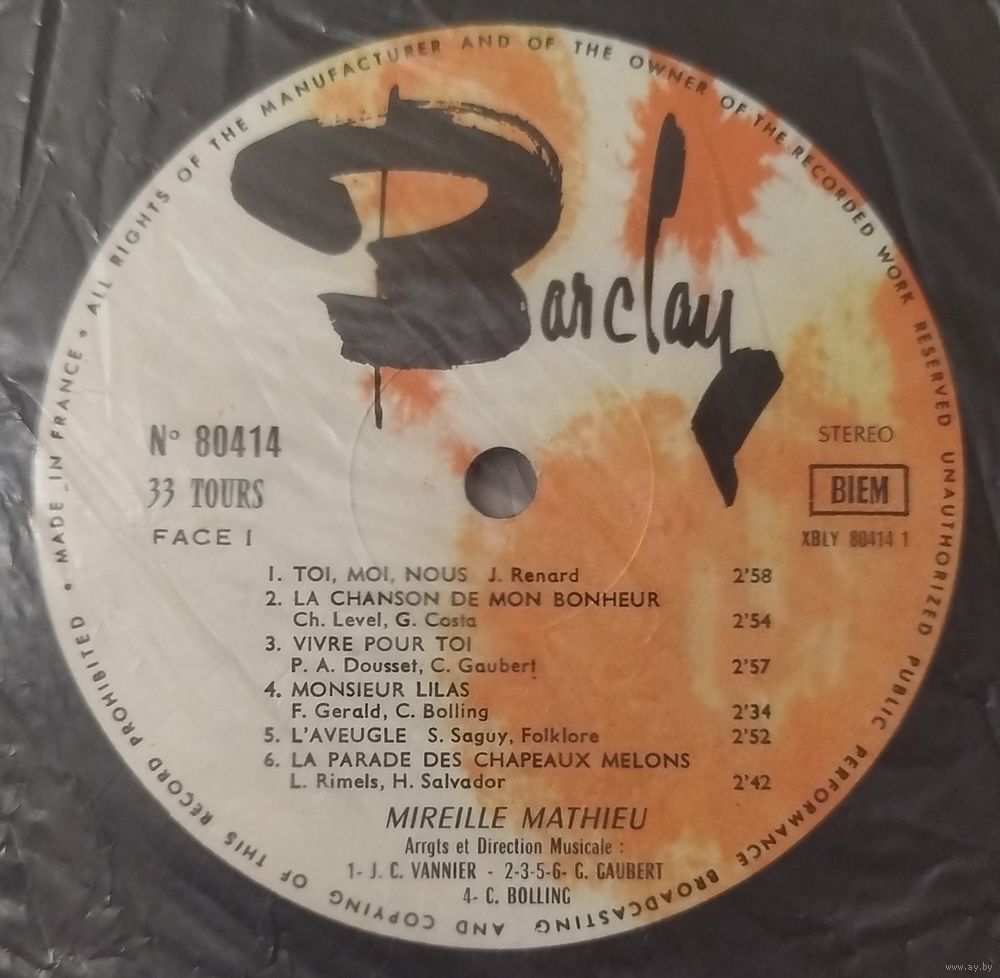 MADE IN FRANCE • ALL RIGHTS OF THE MANUFACTURER AND OF THE OWNER OF THE RECORDED WORK RESERVED UNAUTHORIZED PUBLIC PERFORMANCE BROADCASTING AND COPYING OF THIS RECORD PROHIBITED •
Barclay
N° 80414
33 TOURS
FACE 1
STEREO
BIEM
XBLY 80414 1
1. TOI, MOI, NOUS J. Renard 2'58
2. LA CHANSON DE MON BONHEUR
Ch. Level, G. Costa 2'54
3. VIVRE POUR TOI
P. A. Dousset, C. Gaubert 2'57
4. MONSIEUR LILAS
F. Gerald, C. Bolling 2'34
5. L'AVEUGLE S. Saguy, Folklore 2'52
6. LA PARADE DES CHAPEAUX MELONS
L. Rimels, H. Salvador 2'42
MIREILLE MATHIEU
Arrgts et Direction Musicale :
1- J. C. VANNIER - 2-3-5-6- C. GAUBERT
4- C. BOLLING
www.ay.by